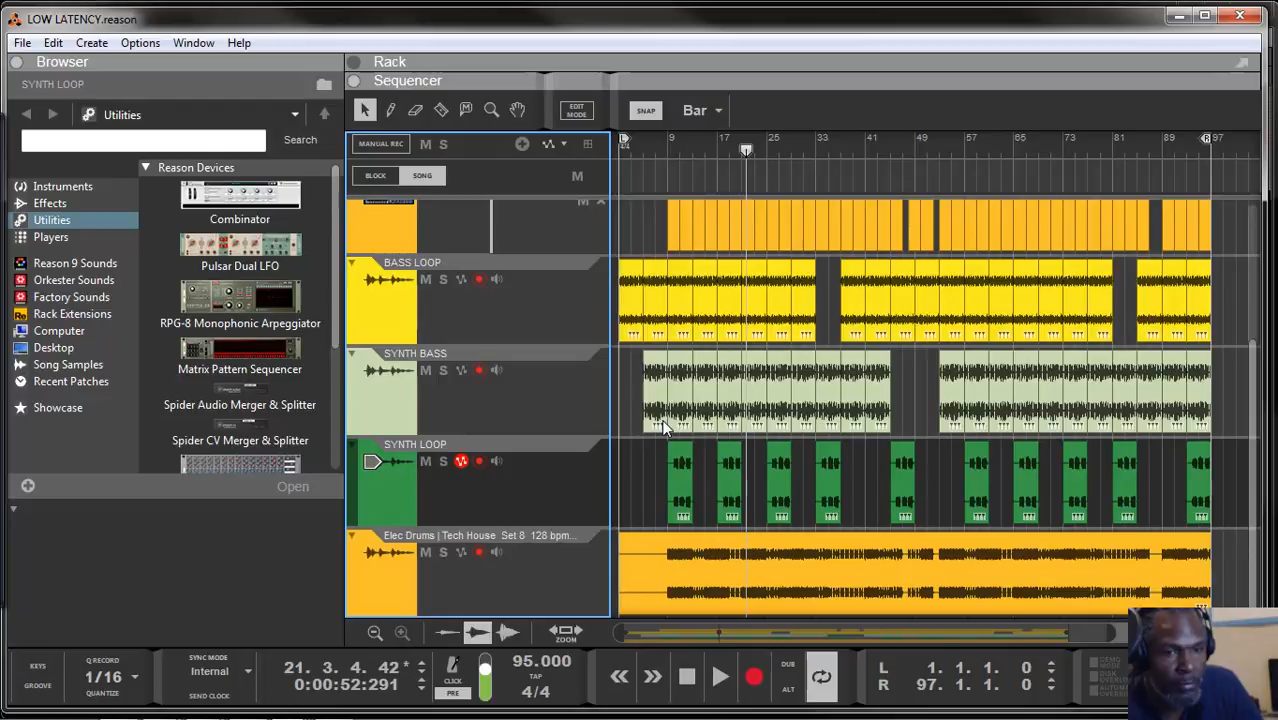 LOW LATENCY.reason
File Edit Create Options Window Help
Browser
Rack
SYNTH LOOP
Sequencer
Utilities
EDIT MODE
SNAP
Bar
Search
MANUAL REC
M S
4/4
9 17 25 33 41 49 57 65 73 81 89 97
L
R
Reason Devices
BLOCK
SONG
M
Instruments
Effects
Utilities
Players
Reason 9 Sounds
Orkester Sounds
Factory Sounds
Rack Extensions
Computer
Desktop
Song Samples
Recent Patches
Showcase
Combinator
Pulsar Dual LFO
RPG-8 Monophonic Arpeggiator
Matrix Pattern Sequencer
Spider Audio Merger & Splitter
Spider CV Merger & Splitter
Open
M
BASS LOOP
M S
SYNTH BASS
M S
SYNTH LOOP
M S
Elec Drums | Tech House Set 8 128 bpm...
M S
ZOOM
KEYS
GROOVE
Q RECORD
1/16
QUANTIZE
SYNC MODE
Internal
SEND CLOCK
21. 3. 4. 42 *
0:00:52:291
CLICK
PRE
95.000
TAP
4/4
DUB
ALT
L 1. 1. 1. 0
R 97. 1. 1. 0